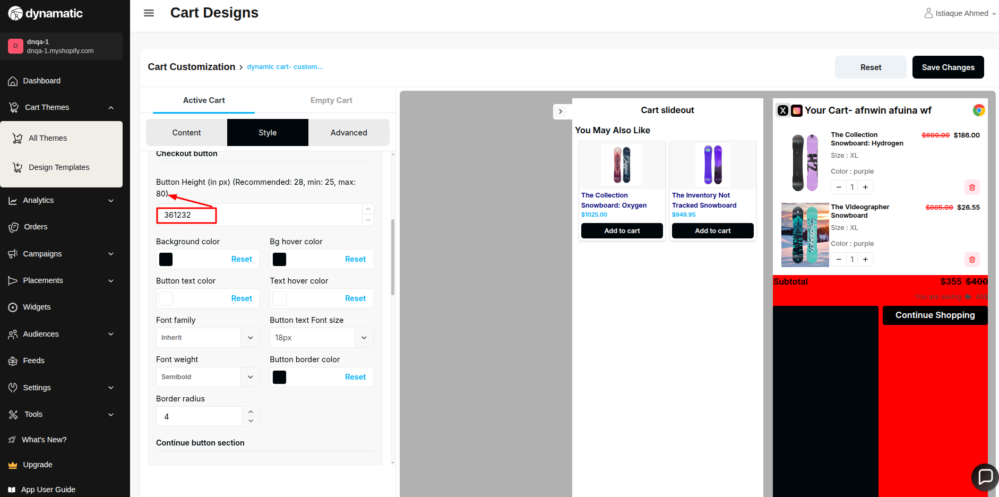 dynamatic
Cart Designs
Istiaque Ahmed
D
dnqa-1
dnqa-1.myshopify.com
Dashboard
Cart Themes
All Themes
Design Templates
Analytics
Orders
Campaigns
Placements
Widgets
Audiences
Feeds
Settings
Tools
What's New?
Upgrade
App User Guide
Cart Customization > dynamic cart- custom...
Reset
Save Changes
Active Cart
Empty Cart
Content
Style
Advanced
Checkout button
Button Height (in px) (Recommended: 28, min: 25, max:
80)
361232
Background color
Bg hover color
Reset
Reset
Button text color
Text hover color
Reset
Reset
Font family
Button text Font size
Inherit
18px
Font weight
Button border color
Semibold
Reset
Border radius
4
Continue button section
Cart slideout
You May Also Like
The Collection
Snowboard: Oxygen
$1025.00
Add to cart
The Inventory Not
Tracked Snowboard
$949.95
Add to cart
Your Cart- afnwin afuina wf
The Collection
Snowboard: Hydrogen
$600.00 $186.00
Size : XL
Color : purple
− 1 +
The Videographer
Snowboard
$885.00 $26.55
Size : XL
Color : purple
− 1 +
Subtotal
$355 $400
You are saving 45$
Continue Shopping